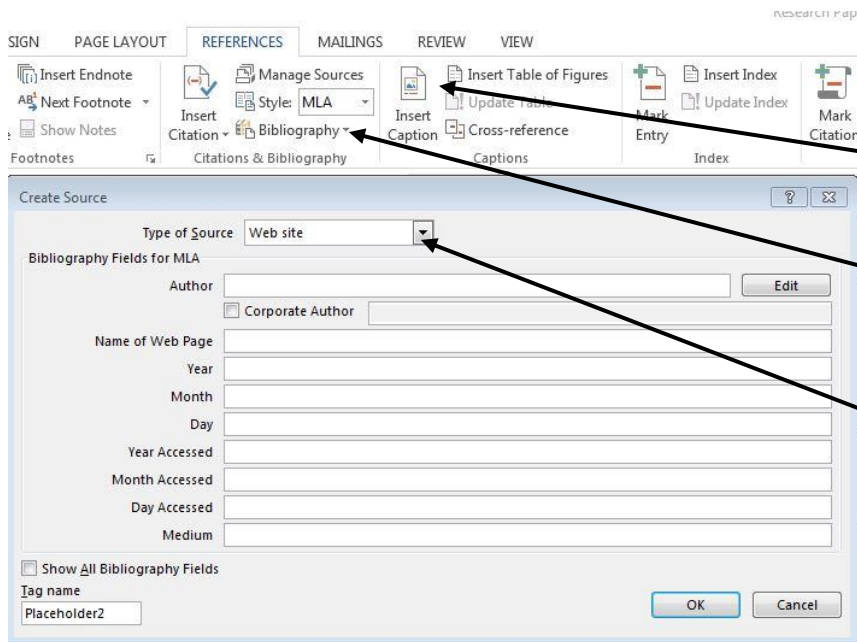 Research Pap
SIGN PAGE LAYOUT REFERENCES MAILINGS REVIEW VIEW
Insert Endnote
AB1 Next Footnote
Show Notes
Footnotes
Insert Citation
Manage Sources
Style: MLA
Bibliography
Citations & Bibliography
Insert Caption
Insert Table of Figures
Update Table
Cross-reference
Captions
Mark Entry
Insert Index
Update Index
Index
Mark
Citation
Create Source
Type of Source Web site
Bibliography Fields for MLA
Author Edit
Corporate Author
Name of Web Page
Year
Month
Day
Year Accessed
Month Accessed
Day Accessed
Medium
Show All Bibliography Fields
Tag name
Placeholder2
OK Cancel